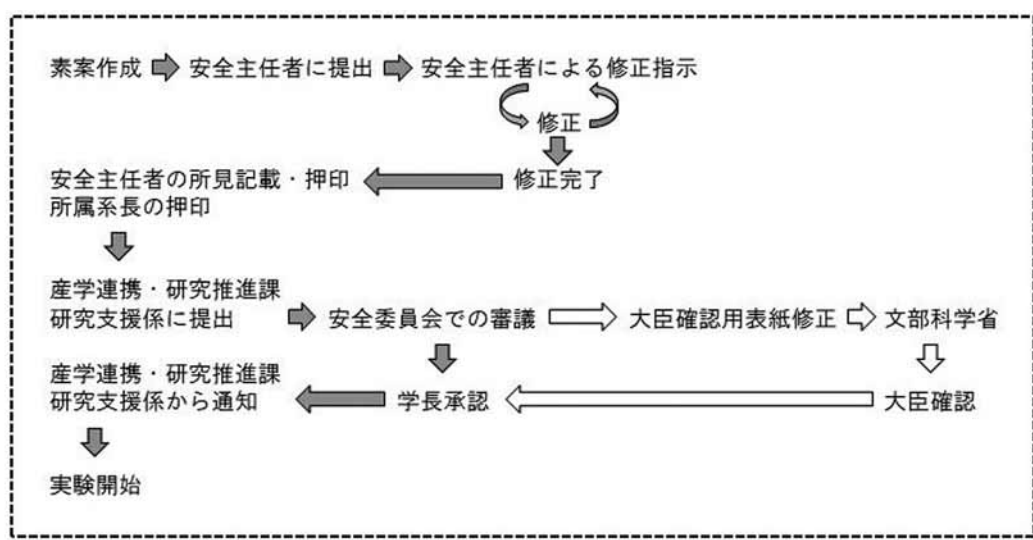 素案作成 安全主任者に提出 安全主任者による修正指示
修正
安全主任者の所見記載・押印 修正完了
所属系長の押印
産学連携・研究推進課
研究支援係に提出 安全委員会での審議 大臣確認用表紙修正 文部科学省
産学連携・研究推進課
研究支援係から通知 学長承認 大臣確認
実験開始